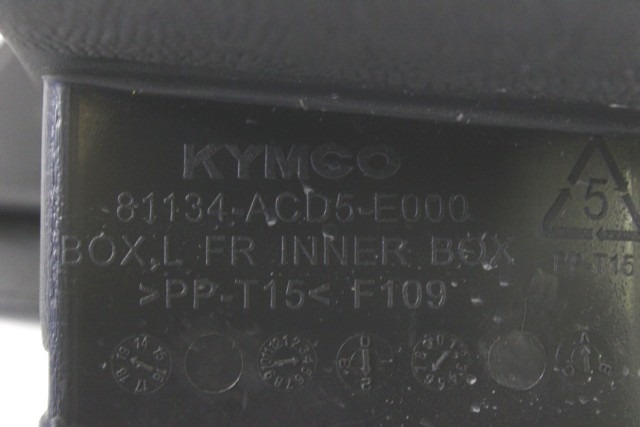 KYMCO
81134-ACD5-E000
BOX,L FR INNER BOX
>PP-T15< F109
5
PP-T15